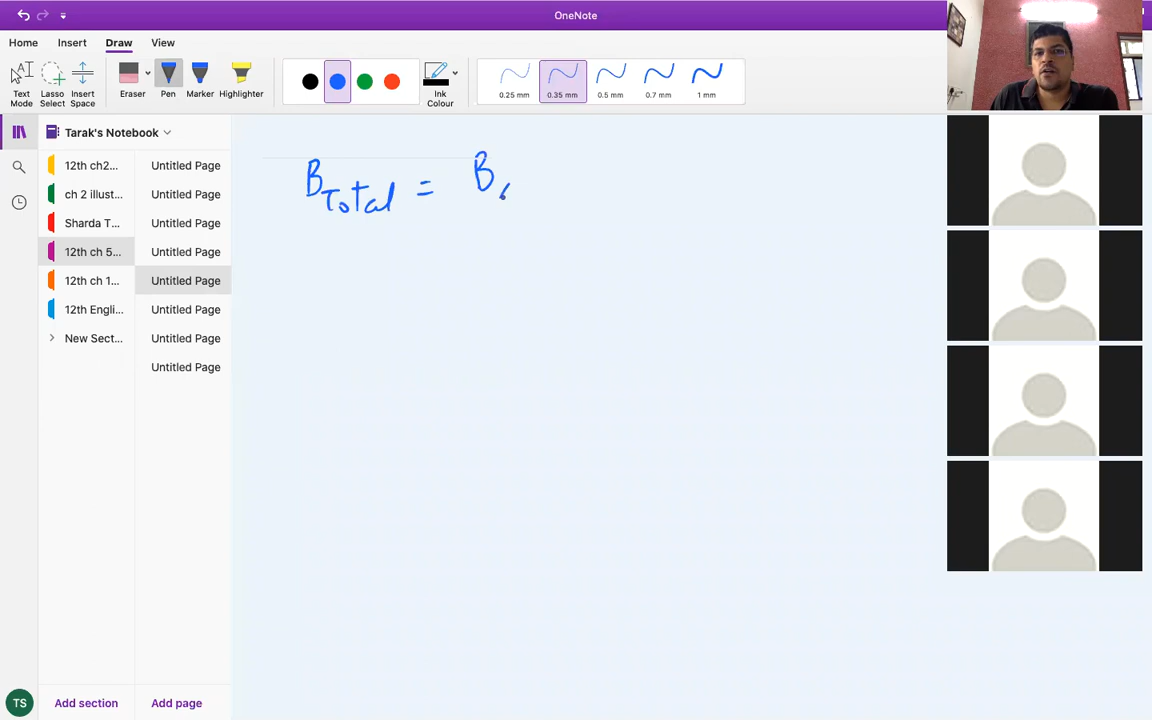 OneNote
Home Insert Draw View
Text Mode
Lasso Select
Insert Space
Eraser
Pen
Marker
Highlighter
Ink Colour
0.25 mm
0.35 mm
0.5 mm
0.7 mm
1 mm
Tarak's Notebook
12th ch2...
ch 2 illust...
Sharda T...
12th ch 5...
12th ch 1...
12th Engli...
New Sect...
Untitled Page
Untitled Page
Untitled Page
Untitled Page
Untitled Page
Untitled Page
Untitled Page
Untitled Page
B Total = B
TS
Add section
Add page